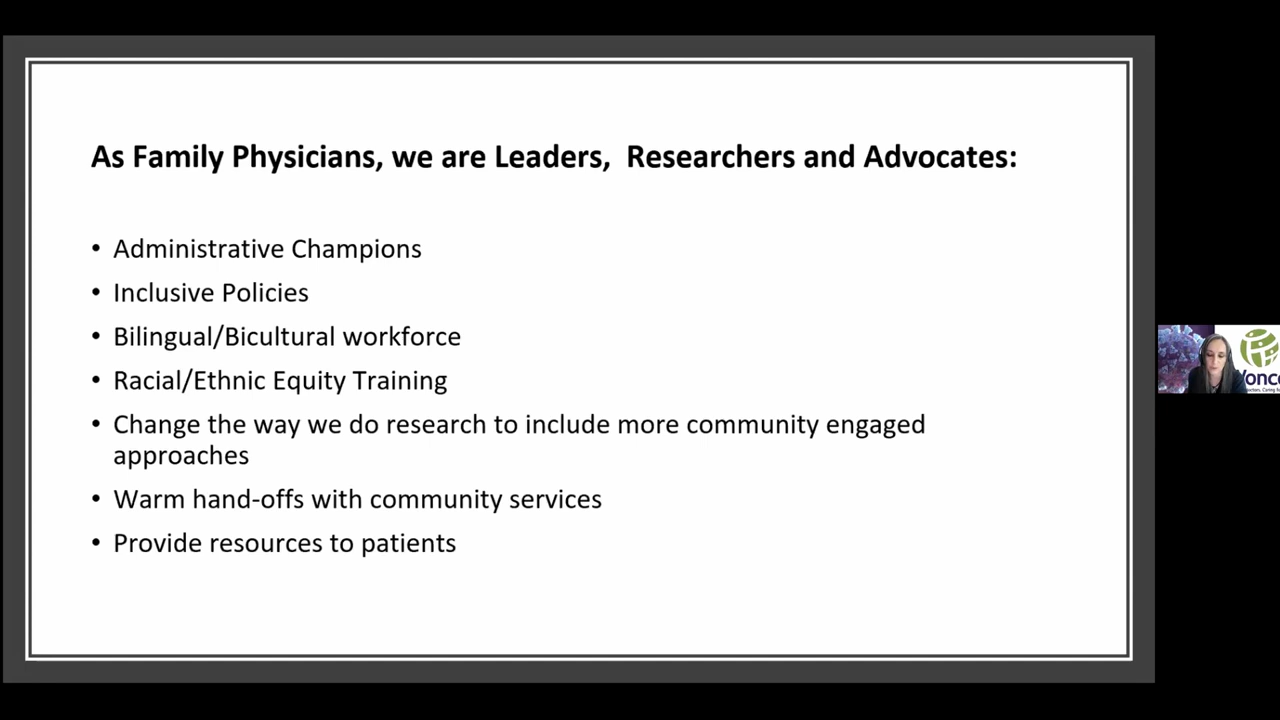 As Family Physicians, we are Leaders,  Researchers and Advocates:
• Administrative Champions
• Inclusive Policies
• Bilingual/Bicultural workforce
• Racial/Ethnic Equity Training
• Change the way we do research to include more community engaged
approaches
• Warm hand-offs with community services
• Provide resources to patients